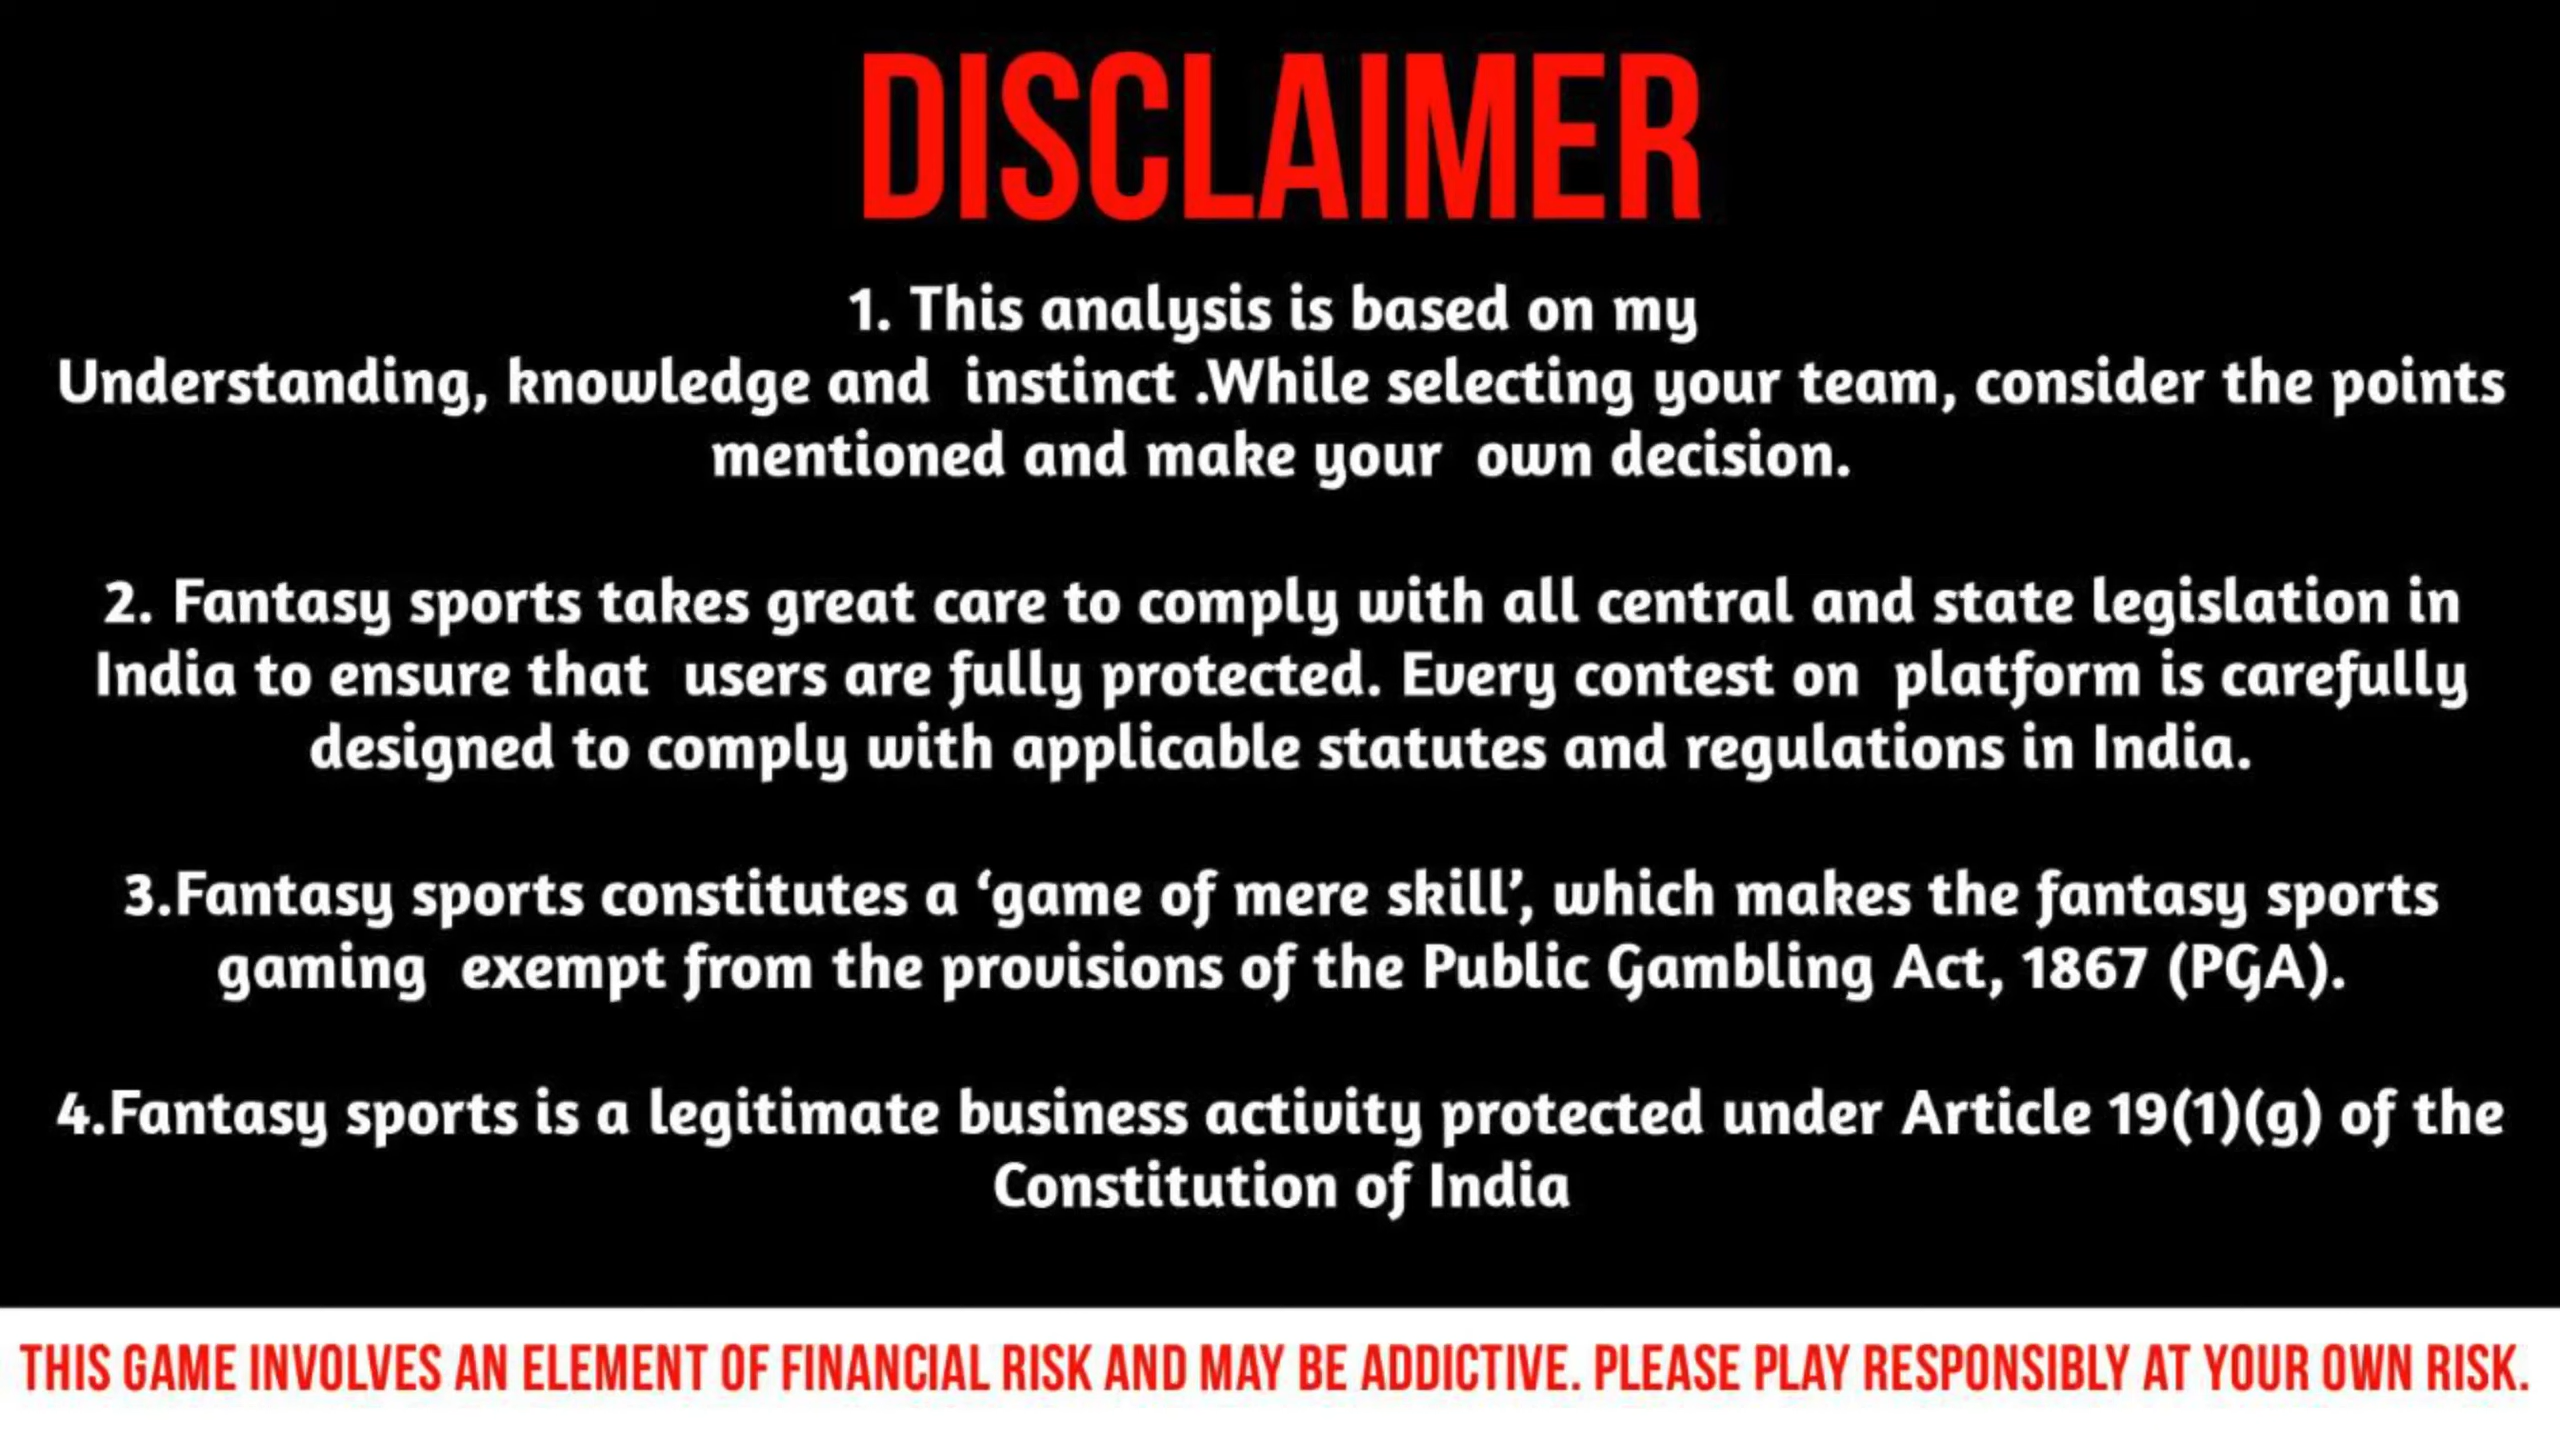 DISCLAIMER
1. This analysis is based on my
Understanding, knowledge and  instinct .While selecting your team, consider the points
mentioned and make your  own decision.
2. Fantasy sports takes great care to comply with all central and state legislation in
India to ensure that  users are fully protected. Every contest on  platform is carefully
designed to comply with applicable statutes and regulations in India.
3.Fantasy sports constitutes a ‘game of mere skill’, which makes the fantasy sports
gaming  exempt from the provisions of the Public Gambling Act, 1867 (PGA).
4.Fantasy sports is a legitimate business activity protected under Article 19(1)(g) of the
Constitution of India
THIS GAME INVOLVES AN ELEMENT OF FINANCIAL RISK AND MAY BE ADDICTIVE. PLEASE PLAY RESPONSIBLY AT YOUR OWN RISK.